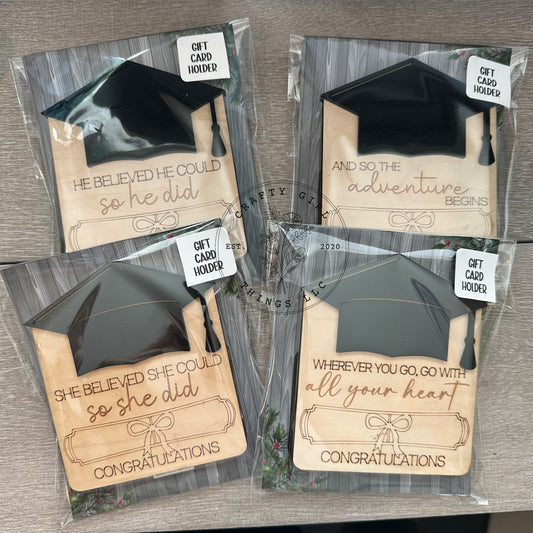 GIFT
CARD
HOLDER
HE BELIEVED HE COULD
so he did
GIFT
CARD
HOLDER
AND SO THE
adventure
BEGINS
GIFT
CARD
HOLDER
SHE BELIEVED SHE COULD
so she did
CONGRATULATIONS
GIFT
CARD
HOLDER
WHEREVER YOU GO, GO WITH
all your heart
CONGRATULATIONS
CRAFTY GIRL
EST. 2020
THINGS LLC